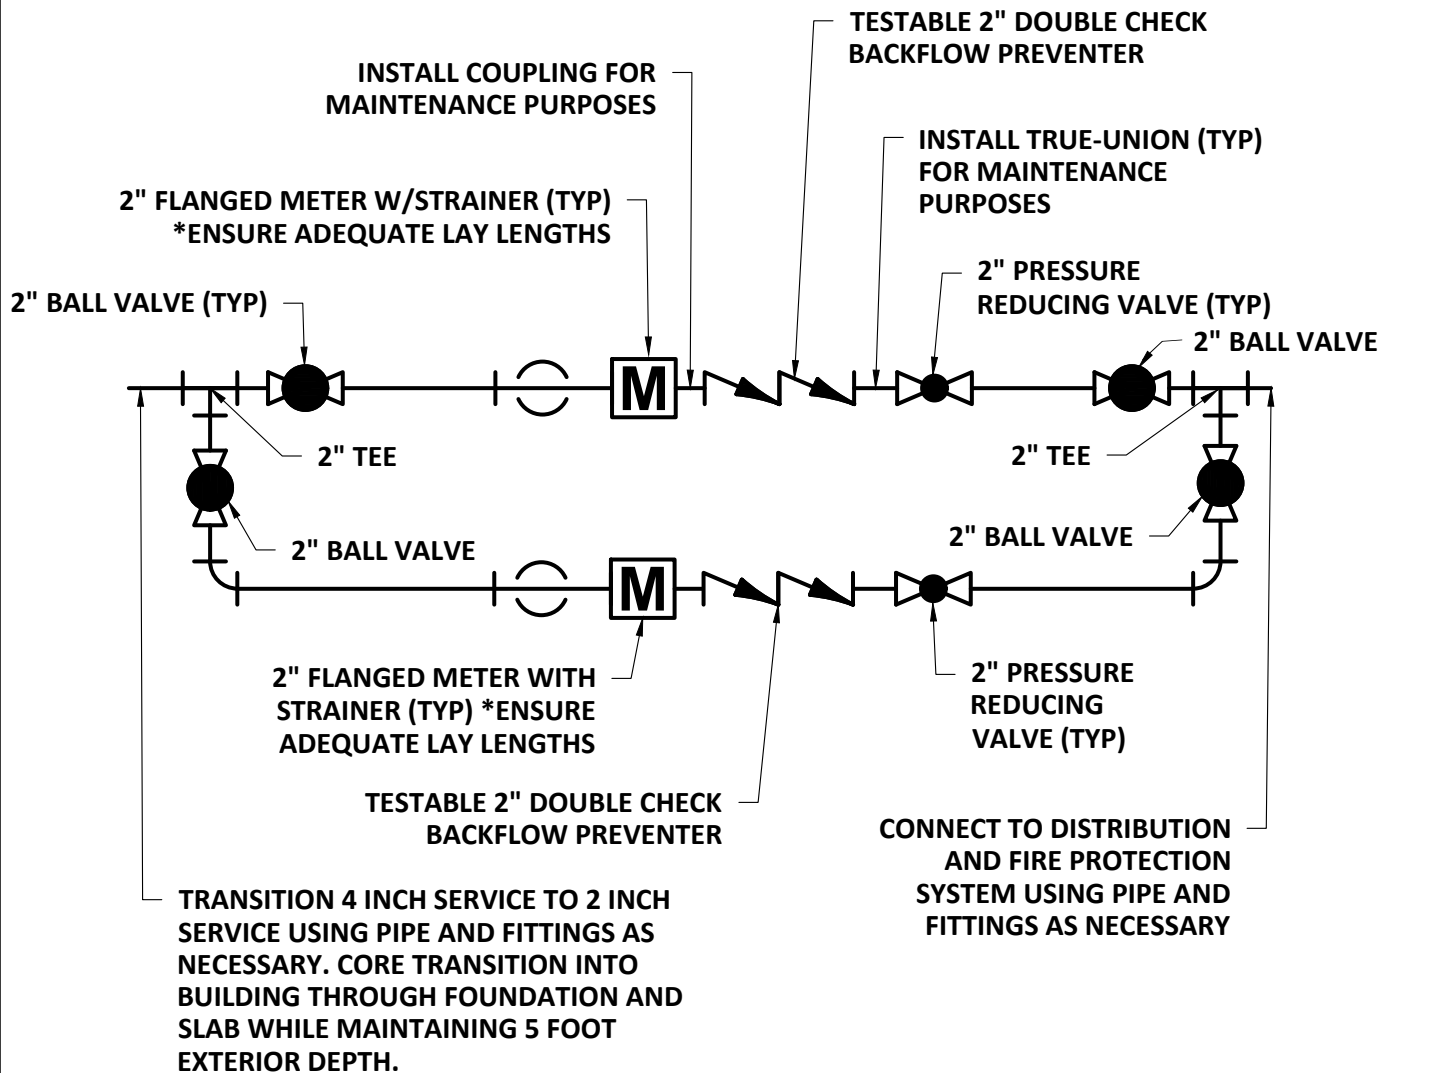 TESTABLE 2" DOUBLE CHECK
BACKFLOW PREVENTER
INSTALL COUPLING FOR
MAINTENANCE PURPOSES
INSTALL TRUE-UNION (TYP)
FOR MAINTENANCE
PURPOSES
2" FLANGED METER W/STRAINER (TYP)
*ENSURE ADEQUATE LAY LENGTHS
2" PRESSURE
REDUCING VALVE (TYP)
2" BALL VALVE (TYP)
2" BALL VALVE
M
2" TEE
2" TEE
2" BALL VALVE
2" BALL VALVE
M
2" FLANGED METER WITH
STRAINER (TYP) *ENSURE
ADEQUATE LAY LENGTHS
2" PRESSURE
REDUCING
VALVE (TYP)
TESTABLE 2" DOUBLE CHECK
BACKFLOW PREVENTER
CONNECT TO DISTRIBUTION
AND FIRE PROTECTION
SYSTEM USING PIPE AND
FITTINGS AS NECESSARY
TRANSITION 4 INCH SERVICE TO 2 INCH
SERVICE USING PIPE AND FITTINGS AS
NECESSARY. CORE TRANSITION INTO
BUILDING THROUGH FOUNDATION AND
SLAB WHILE MAINTAINING 5 FOOT
EXTERIOR DEPTH.